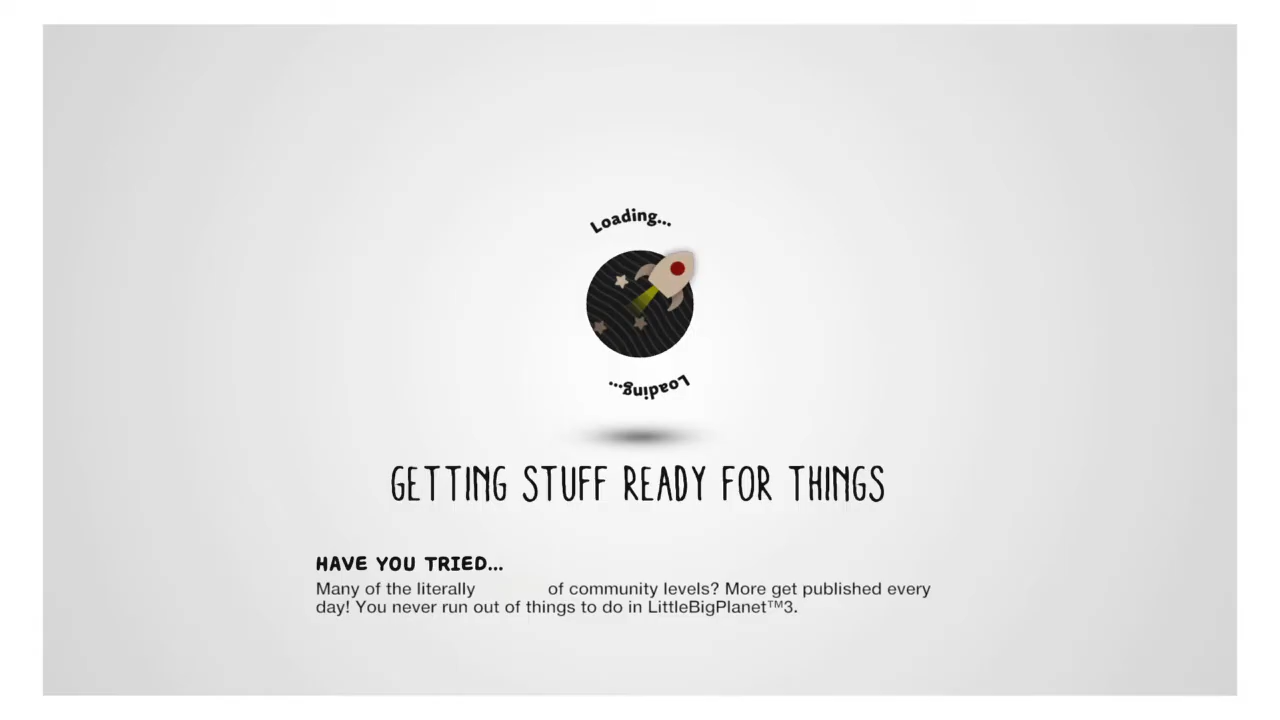 Loading...
Loading...
GETTING STUFF READY FOR THINGS
HAVE YOU TRIED...
Many of the literally of community levels? More get published every
day! You never run out of things to do in LittleBigPlanet™3.